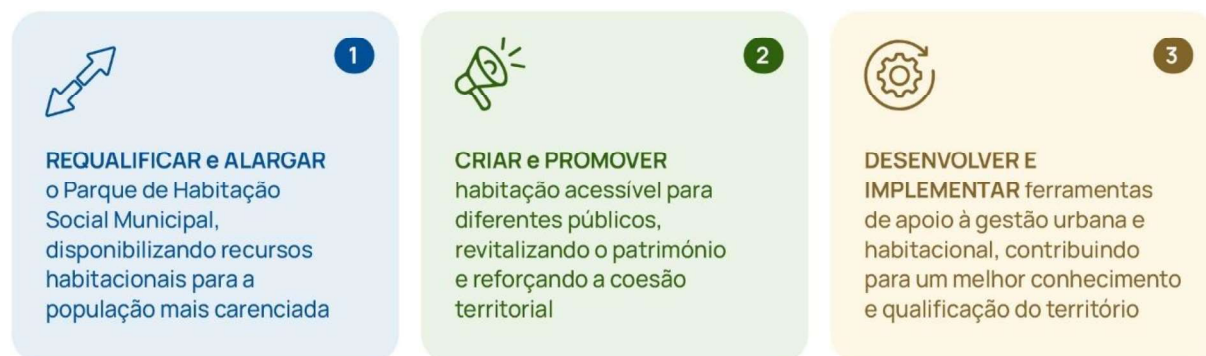 1
REQUALIFICAR e ALARGAR
o Parque de Habitação
Social Municipal,
disponibilizando recursos
habitacionais para a
população mais carenciada
2
CRIAR e PROMOVER
habitação acessível para
diferentes públicos,
revitalizando o património
e reforçando a coesão
territorial
3
DESENVOLVER E
IMPLEMENTAR ferramentas
de apoio à gestão urbana e
habitacional, contribuindo
para um melhor conhecimento
e qualificação do território